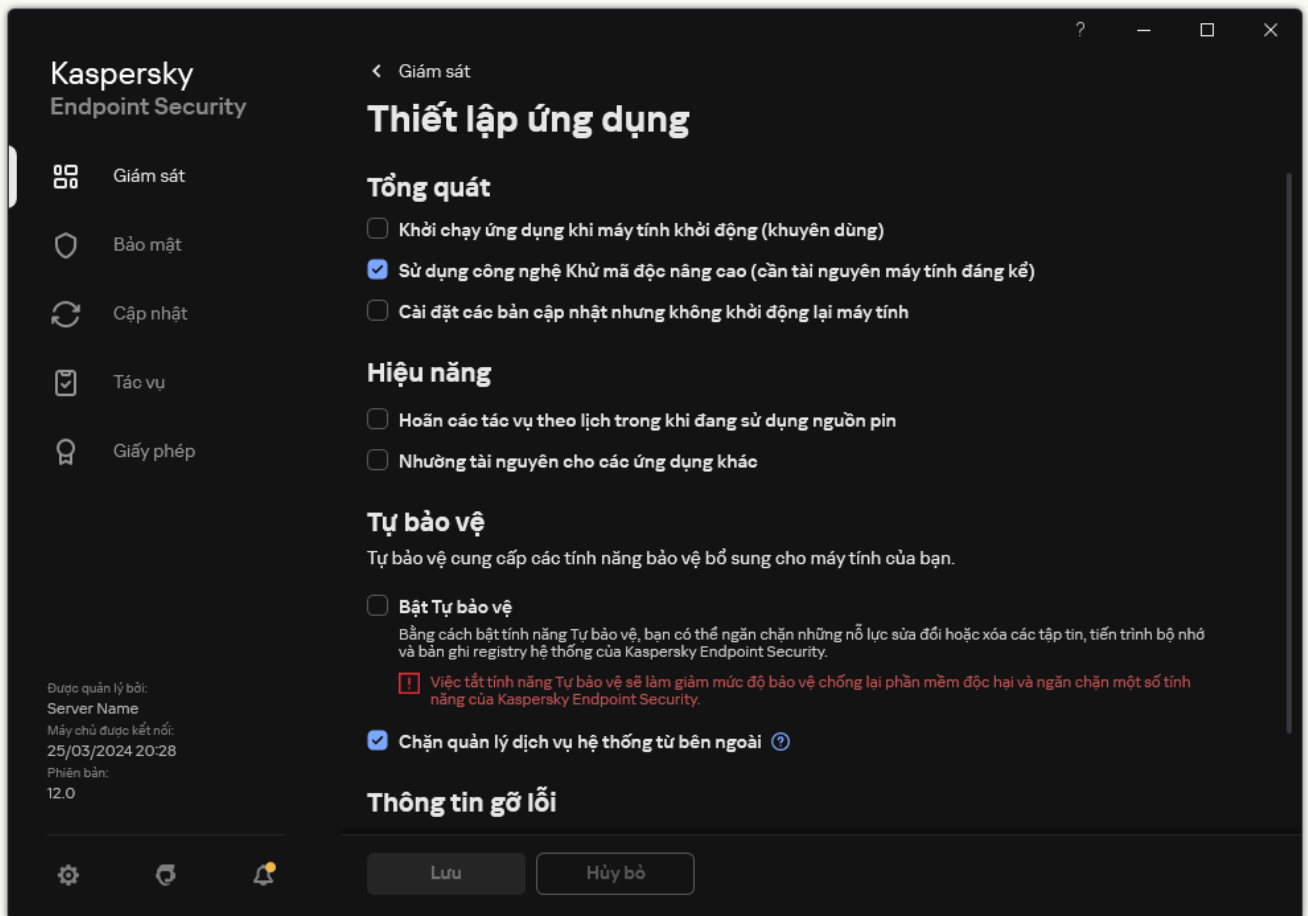 ?
Kaspersky
Endpoint Security
Giám sát
Bảo mật
Cập nhật
Tác vụ
Giấy phép
Được quản lý bởi:
Server Name
Máy chủ được kết nối:
25/03/2024 20:28
Phiên bản:
12.0
Giám sát
Thiết lập ứng dụng
Tổng quát
Khởi chạy ứng dụng khi máy tính khởi động (khuyên dùng)
Sử dụng công nghệ Khử mã độc nâng cao (cần tài nguyên máy tính đáng kể)
Cài đặt các bản cập nhật nhưng không khởi động lại máy tính
Hiệu năng
Hoãn các tác vụ theo lịch trong khi đang sử dụng nguồn pin
Nhường tài nguyên cho các ứng dụng khác
Tự bảo vệ
Tự bảo vệ cung cấp các tính năng bảo vệ bổ sung cho máy tính của bạn.
Bật Tự bảo vệ
Bằng cách bật tính năng Tự bảo vệ, bạn có thể ngăn chặn những nỗ lực sửa đổi hoặc xóa các tập tin, tiến trình bộ nhớ
và bản ghi registry hệ thống của Kaspersky Endpoint Security.
Việc tắt tính năng Tự bảo vệ sẽ làm giảm mức độ bảo vệ chống lại phần mềm độc hại và ngăn chặn một số tính
năng của Kaspersky Endpoint Security.
Chặn quản lý dịch vụ hệ thống từ bên ngoài
Thông tin gỡ lỗi
Lưu
Hủy bỏ